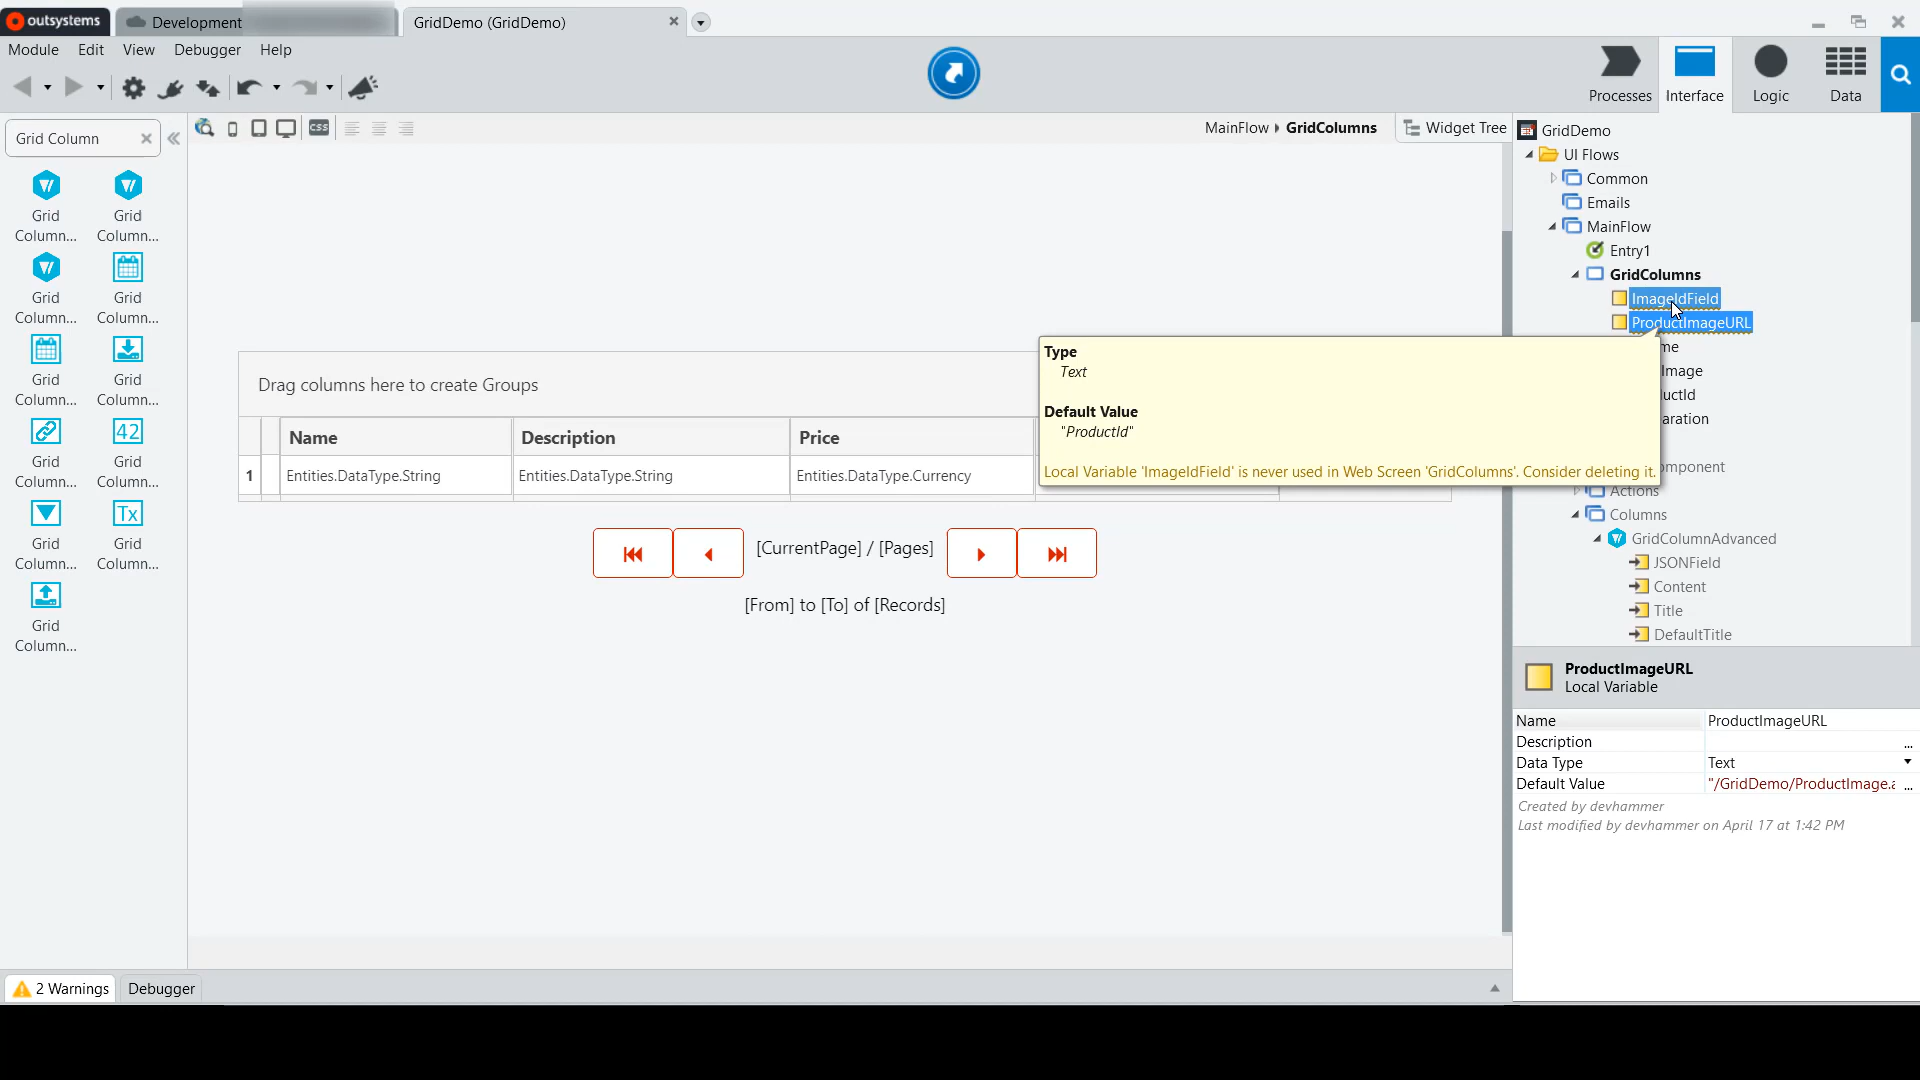 outsystems
Development
GridDemo (GridDemo)
Module Edit View Debugger Help
Processes Interface Logic Data
Grid Column
CSS
MainFlow GridColumns
Widget Tree
Grid Column...
Grid Column...
Grid Column...
Grid Column...
Grid Column...
Grid Column...
Grid Column...
42
Grid Column...
Grid Column...
Tx
Grid Column...
Grid Column...
Drag columns here to create Groups
Name Description Price
1 Entities.DataType.String Entities.DataType.String Entities.DataType.Currency
[CurrentPage] / [Pages]
[From] to [To] of [Records]
Type
Text
Default Value
"ProductId"
Local Variable 'ImageIdField' is never used in Web Screen 'GridColumns'. Consider deleting it.
GridDemo
UI Flows
Common
Emails
MainFlow
Entry1
GridColumns
ImageIdField
ProductImageURL
me
Image
uctId
aration
omponent
Actions
Columns
GridColumnAdvanced
JSONField
Content
Title
DefaultTitle
ProductImageURL
Local Variable
Name ProductImageURL
Description ...
Data Type Text
Default Value "/GridDemo/ProductImage.a ...
Created by devhammer
Last modified by devhammer on April 17 at 1:42 PM
2 Warnings Debugger